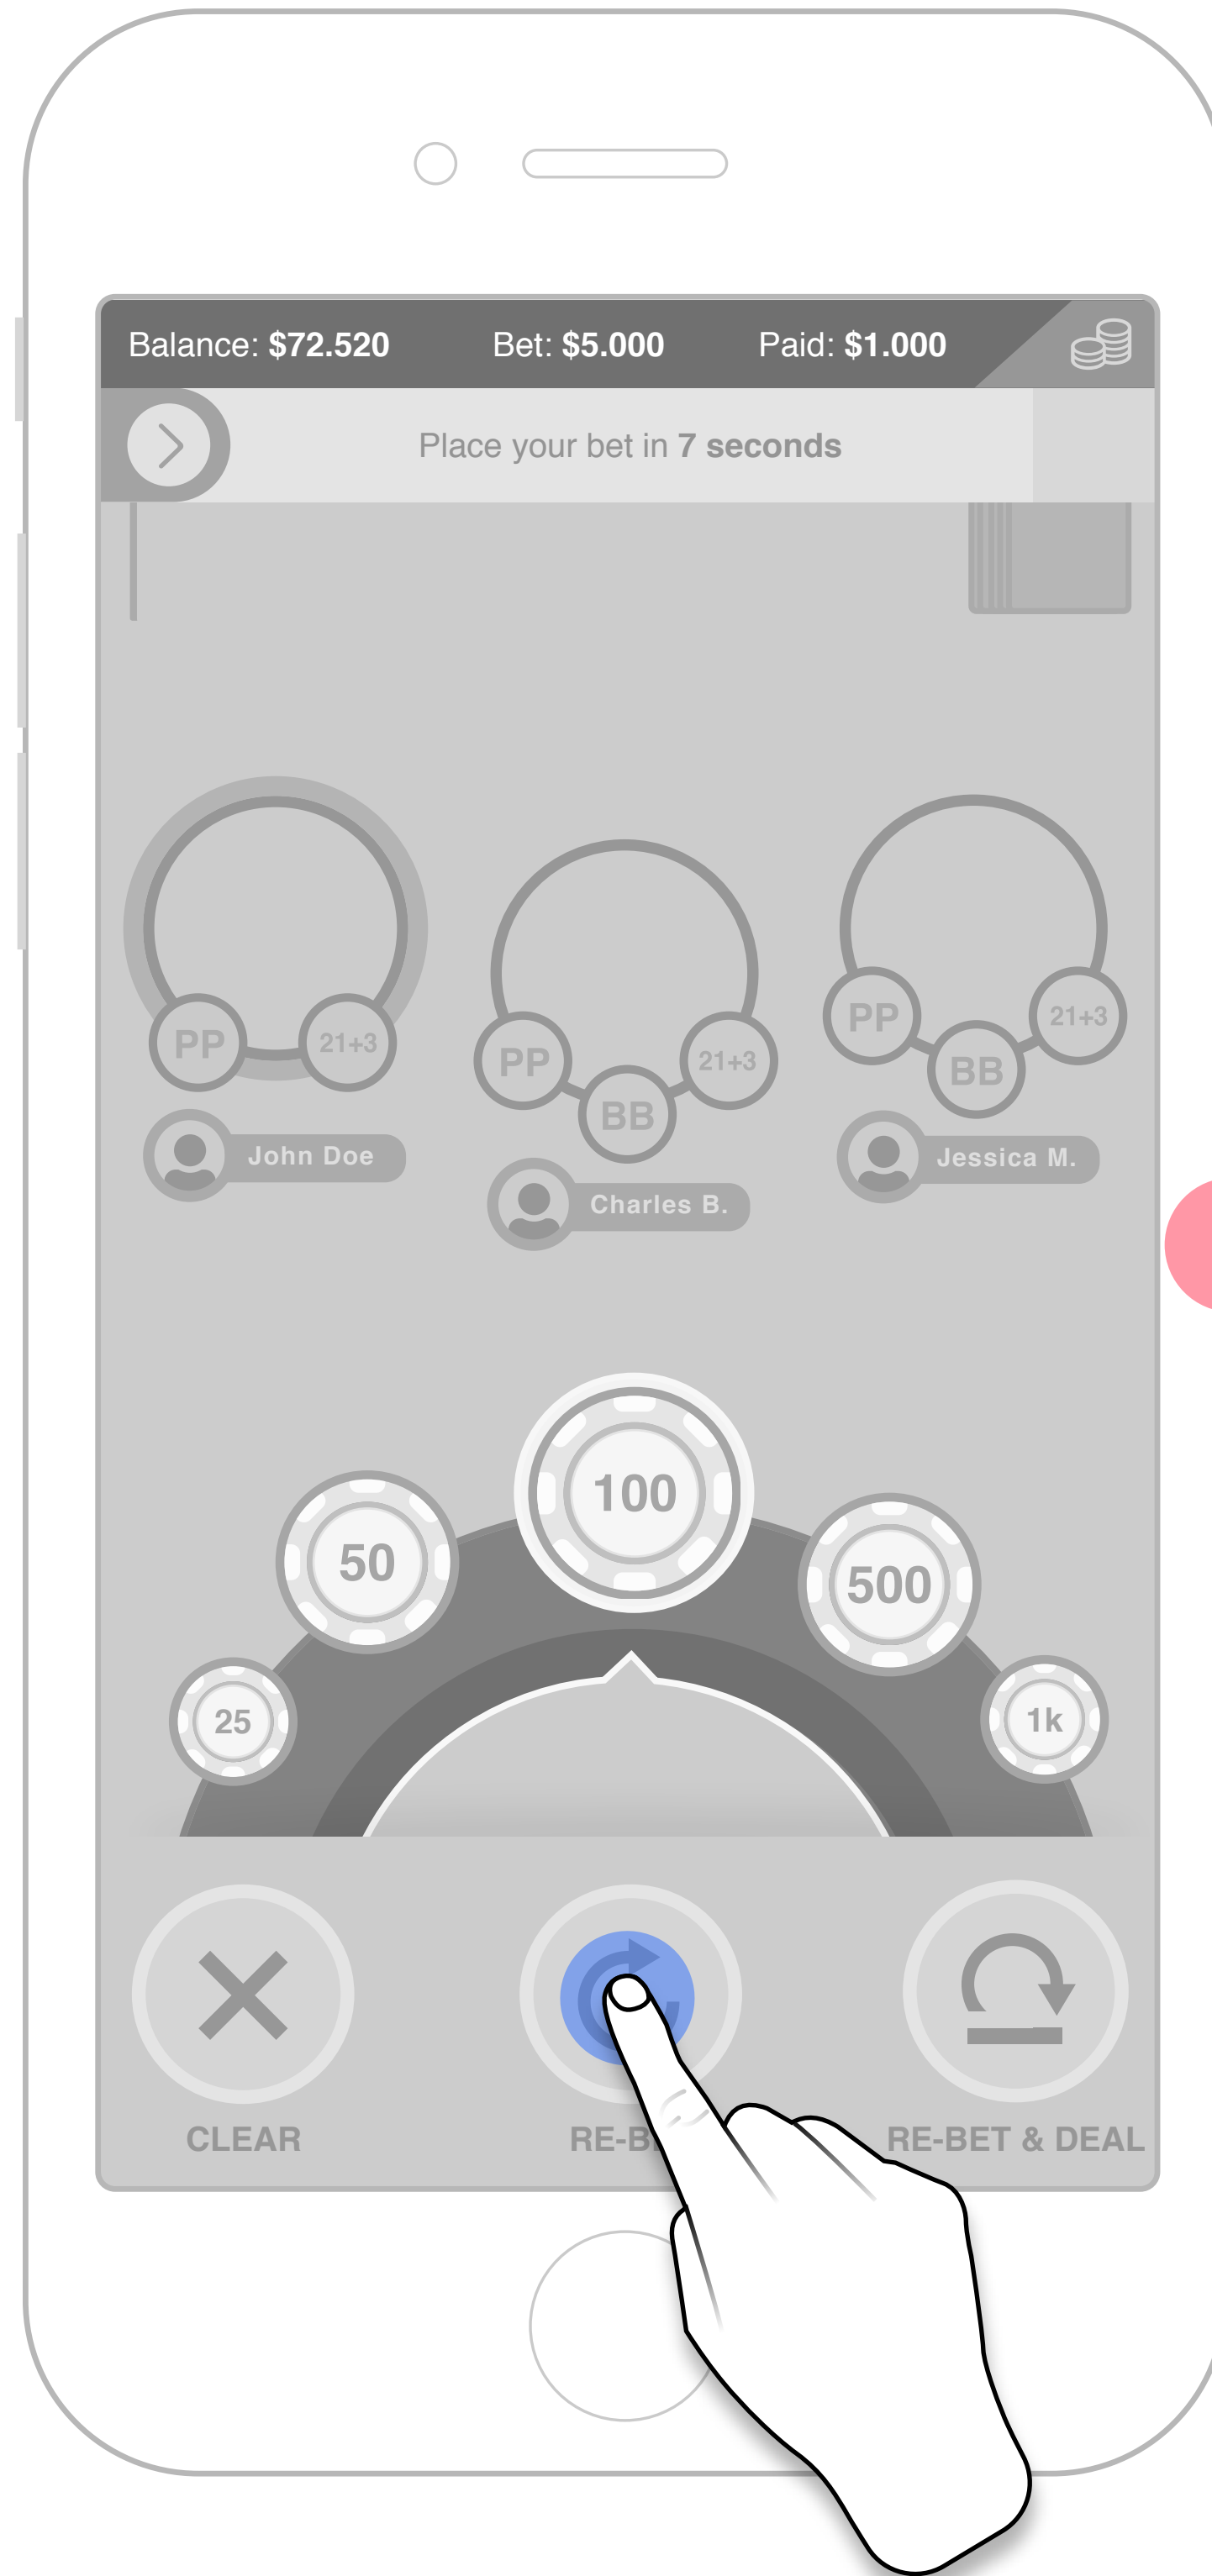 Balance: $72.520 Bet: $5.000 Paid: $1.000
Place your bet in 7 seconds
PP 21+3
PP BB 21+3
PP BB 21+3
John Doe
Charles B.
Jessica M.
100
50
500
25
1k
CLEAR RE-B RE-BET & DEAL